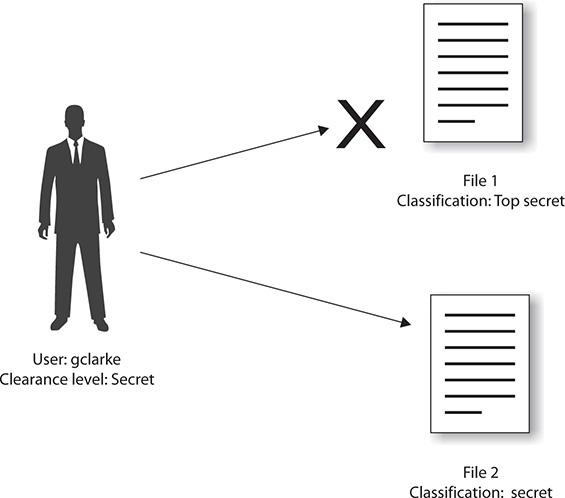 X
File 1
Classification: Top secret
User: gclarke
Clearance level: Secret
File 2
Classification: secret